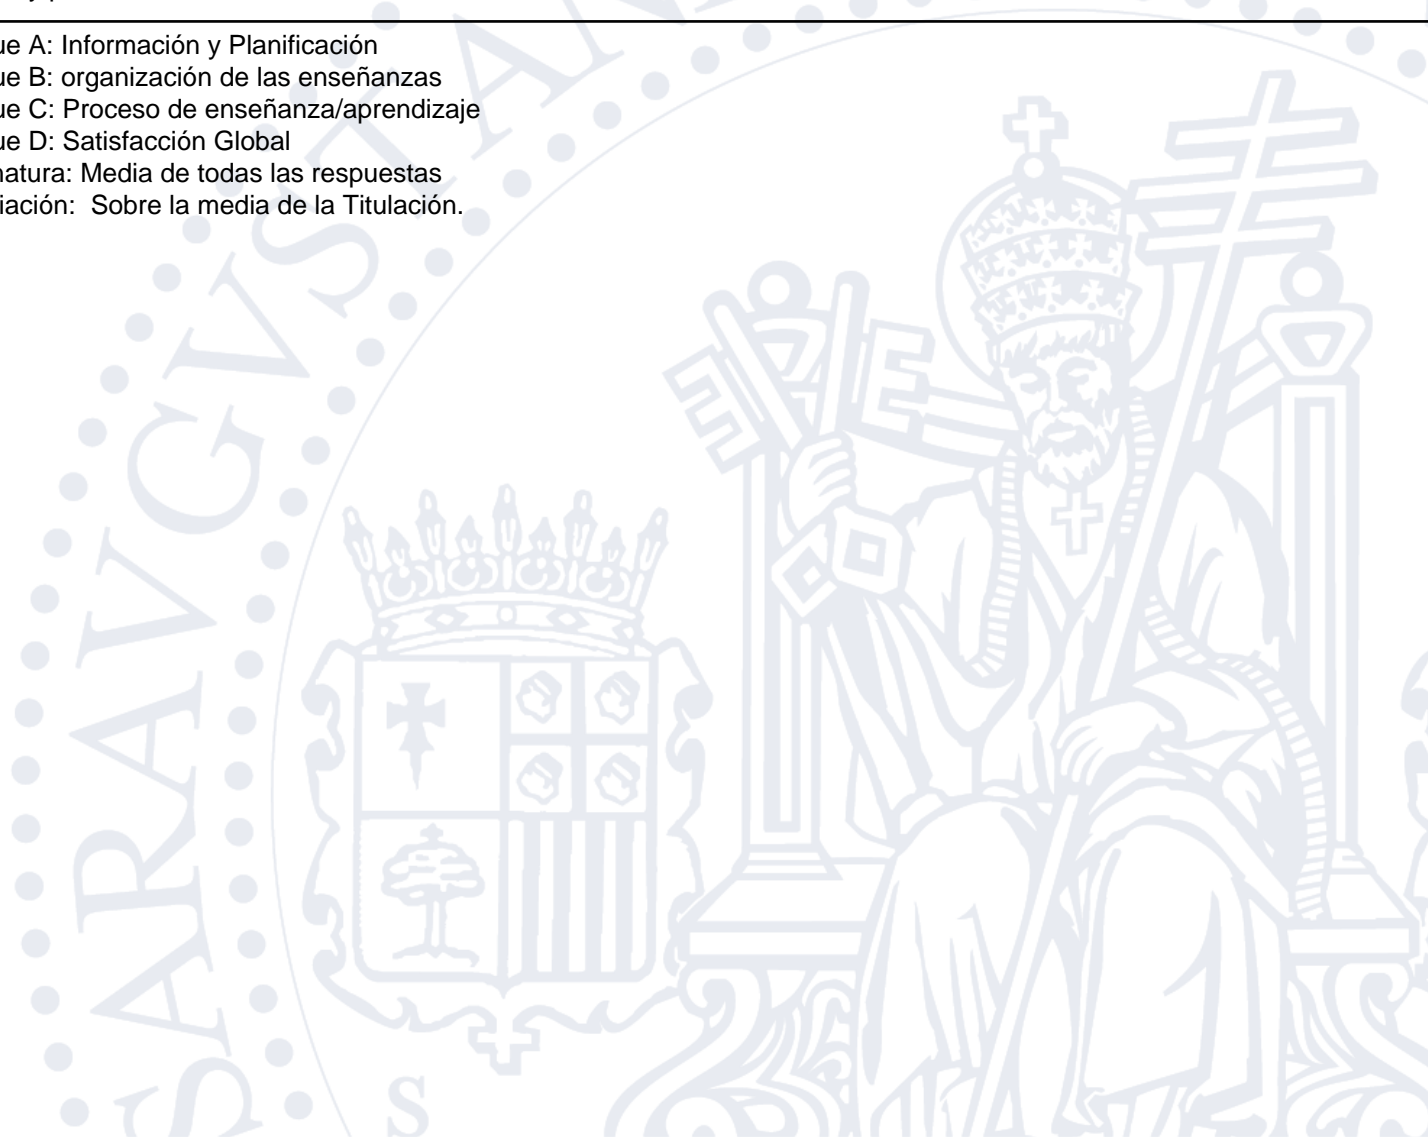 ue A: Información y Planificación
ue B: organización de las enseñanzas
ue C: Proceso de enseñanza/aprendizaje
ue D: Satisfacción Global
natura: Media de todas las respuestas
iación: Sobre la media de la Titulación.
SARAVGVSTAN
S